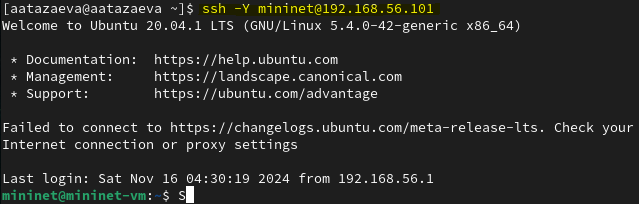 [aatazaeva@aatazaeva ~]$ ssh -Y mininet@192.168.56.101
Welcome to Ubuntu 20.04.1 LTS (GNU/Linux 5.4.0-42-generic x86_64)
* Documentation:  https://help.ubuntu.com
* Management:     https://landscape.canonical.com
* Support:        https://ubuntu.com/advantage
Failed to connect to https://changelogs.ubuntu.com/meta-release-lts. Check your
Internet connection or proxy settings
Last login: Sat Nov 16 04:30:19 2024 from 192.168.56.1
mininet@mininet-vm:~$ S